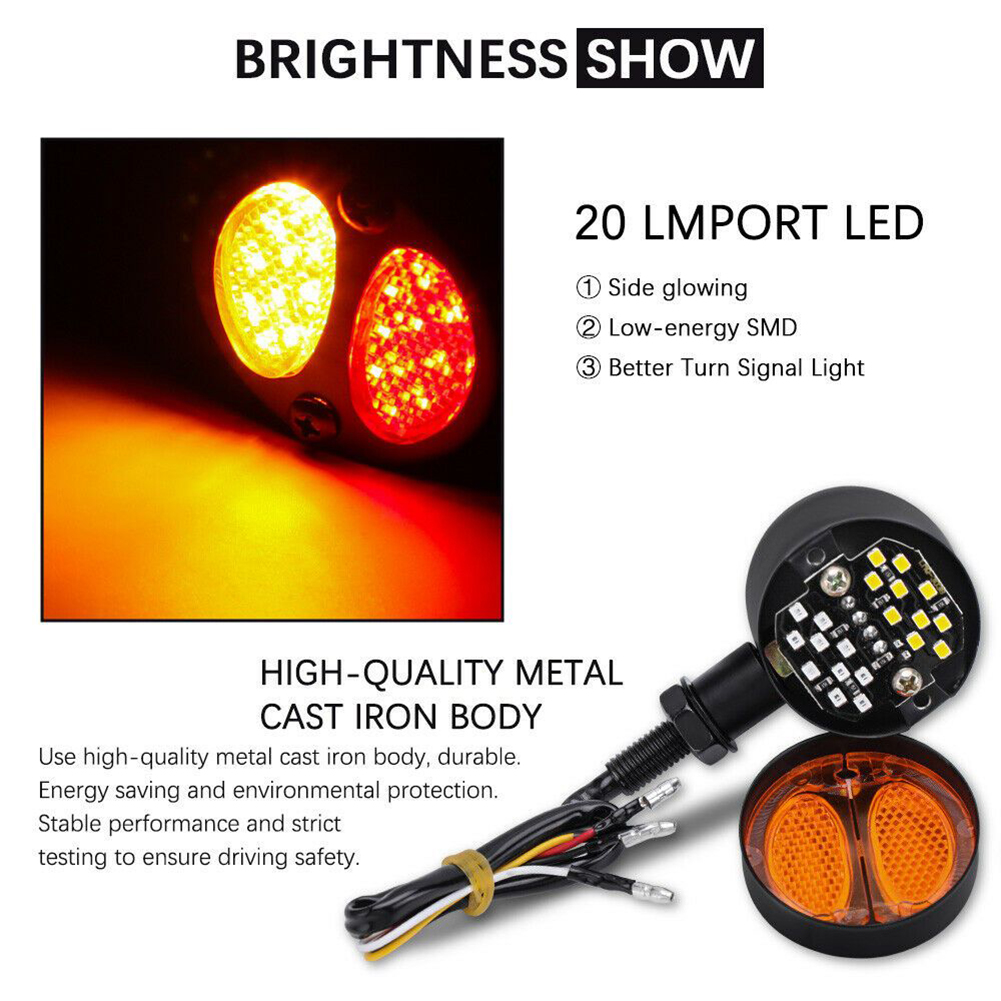 BRIGHTNESS SHOW
20 LMPORT LED
① Side glowing
② Low-energy SMD
③ Better Turn Signal Light
HIGH-QUALITY METAL
CAST IRON BODY
Use high-quality metal cast iron body, durable.
Energy saving and environmental protection.
Stable performance and strict
testing to ensure driving safety.